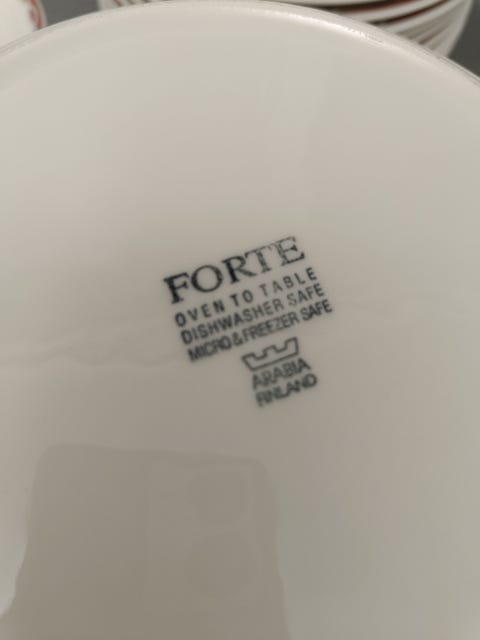 FORTE
OVEN TO TABLE
DISHWASHER SAFE
MICRO & FREEZER SAFE
ARABIA
FINLAND